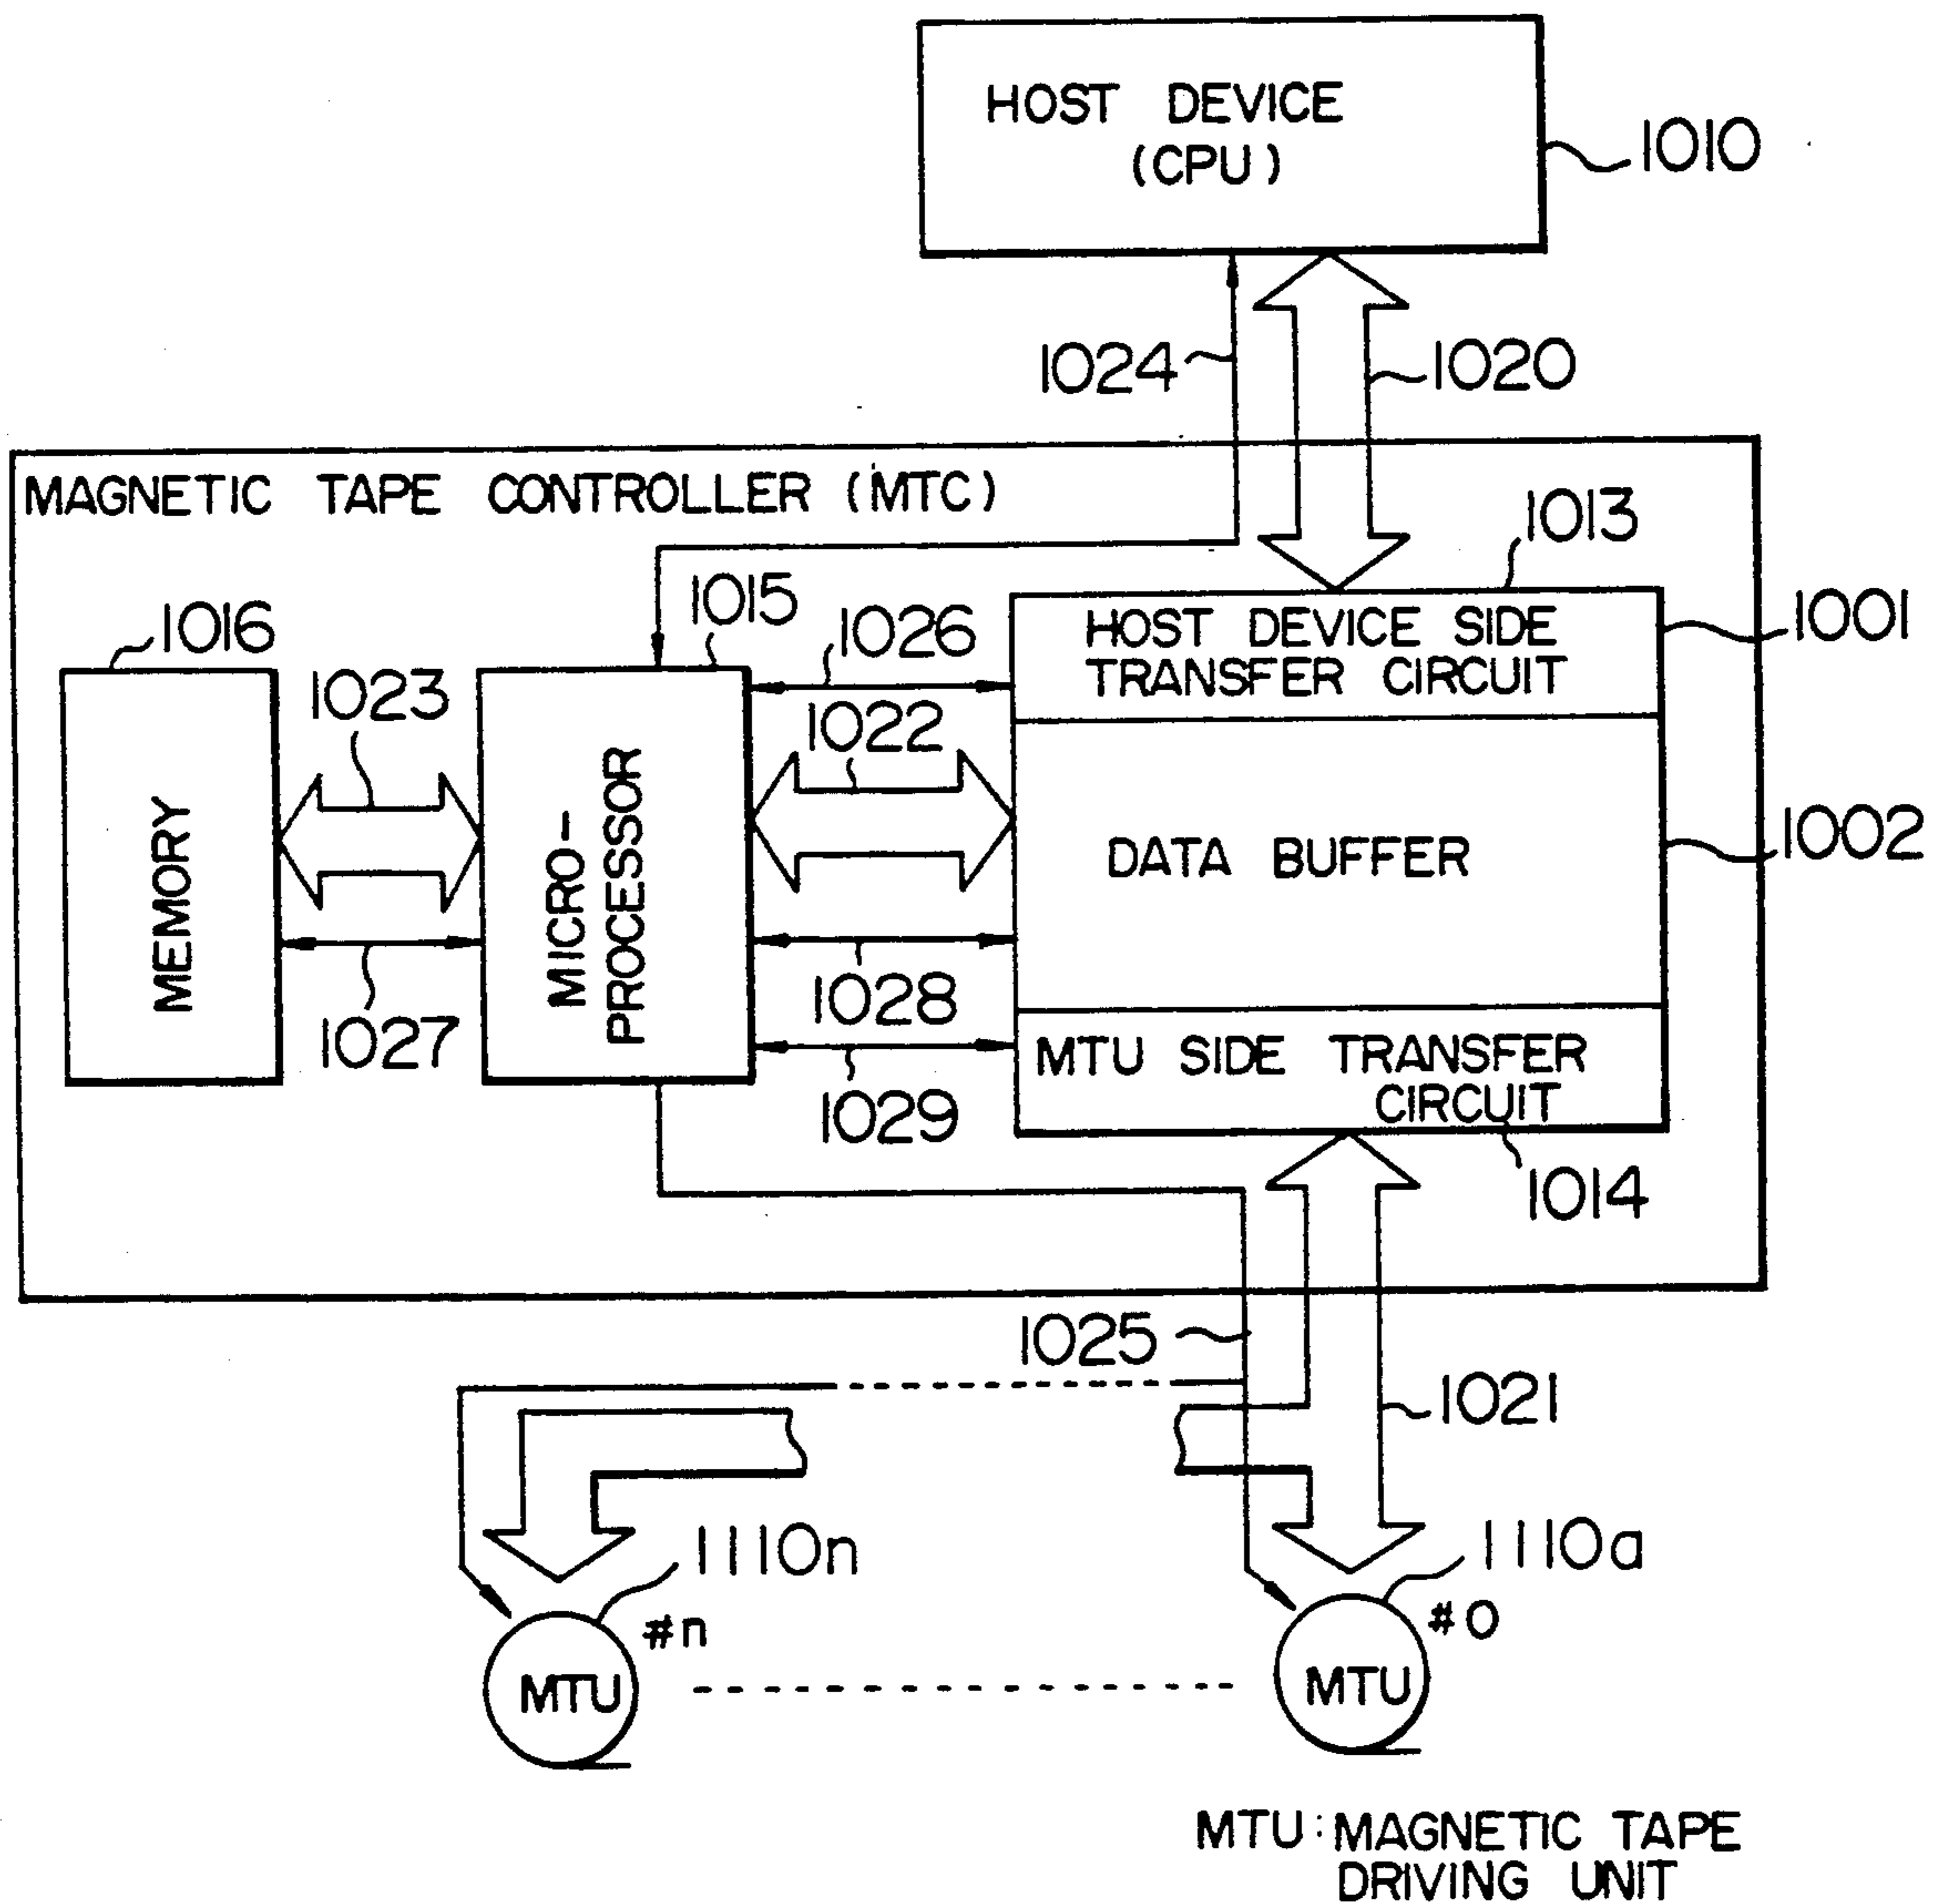 HOST DEVICE
(CPU)
1010
1024
1020
MAGNETIC TAPE CONTROLLER (MTC)
1013
1016
1015
1026
1001
HOST DEVICE SIDE
TRANSFER CIRCUIT
1023
1022
MEMORY
MICRO-
PROCESSOR
DATA BUFFER
1002
1027
1028
1029
MTU SIDE TRANSFER
CIRCUIT
1014
1025
1021
1110n
1110a
#n
#0
MTU
MTU
MTU : MAGNETIC TAPE
DRIVING UNIT